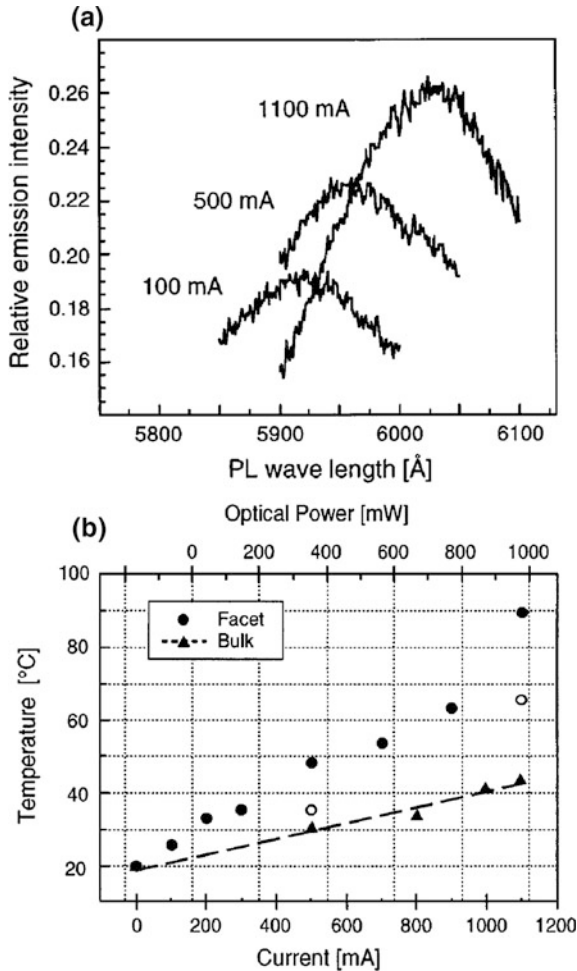 (a)
Relative emission intensity
0.26
0.24
0.22
0.20
0.18
0.16
1100 mA
500 mA
100 mA
5800 5900 6000 6100
PL wave length [Å]
(b)
Optical Power [mW]
0 200 400 600 800 1000
Temperature [°C]
100
80
60
40
20
Facet
Bulk
0 200 400 600 800 1000 1200
Current [mA]